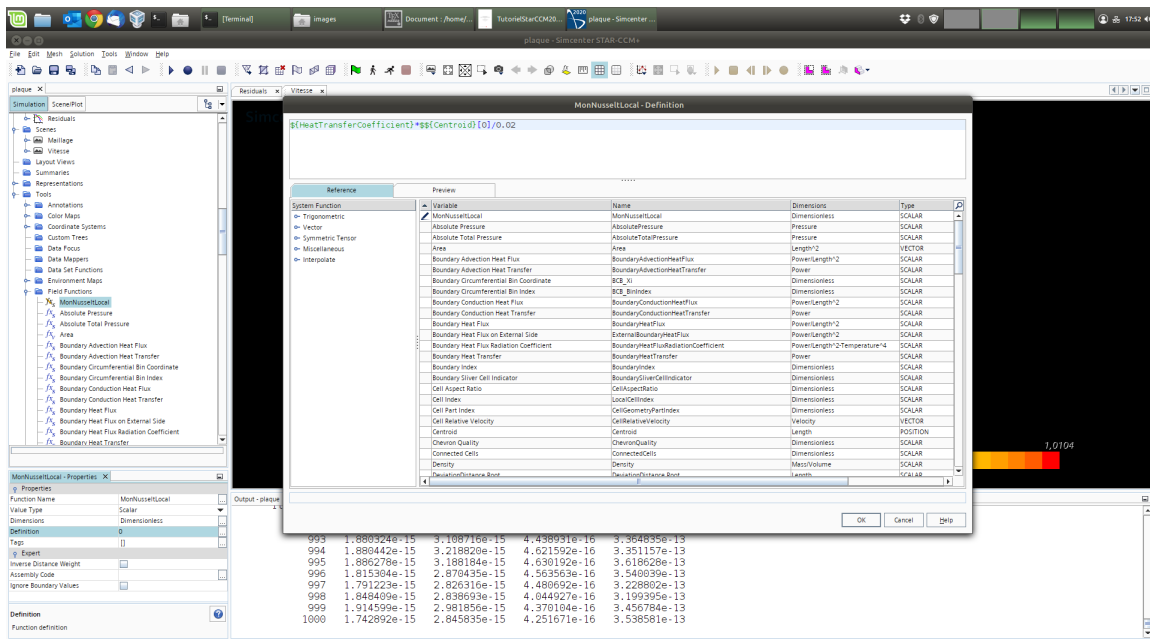 [Terminal]
images
Document : /home/...
TutorielStarCCM20...
plaque - Simcenter ...
17:52
plaque - Simcenter STAR-CCM+
File Edit Mesh Solution Tools Window Help
plaque ×
Simulation Scene/Plot
Residuals
Scenes
Maillage
Vitesse
Layout Views
Summaries
Representations
Tools
Annotations
Color Maps
Coordinate Systems
Custom Trees
Data Focus
Data Mappers
Data Set Functions
Environment Maps
Field Functions
MonNusseltLocal
Absolute Pressure
Absolute Total Pressure
Area
Boundary Advection Heat Flux
Boundary Advection Heat Transfer
Boundary Circumferential Bin Coordinate
Boundary Circumferential Bin Index
Boundary Conduction Heat Flux
Boundary Conduction Heat Transfer
Boundary Heat Flux
Boundary Heat Flux on External Side
Boundary Heat Flux Radiation Coefficient
Boundary Heat Transfer
MonNusseltLocal - Properties ×
Properties
Function Name MonNusseltLocal
Value Type Scalar
Dimensions Dimensionless
Definition 0
Tags []
Expert
Inverse Distance Weight
Assembly Code
Ignore Boundary Values
Definition
Function definition
Residuals × Vitesse ×
MonNusseltLocal - Definition
${HeatTransferCoefficient}*$${Centroid}[0]/0.02
Reference Preview
System Function
Trigonometric
Vector
Symmetric Tensor
Miscellaneous
Interpolate
Variable Name Dimensions Type
MonNusseltLocal MonNusseltLocal Dimensionless SCALAR
Absolute Pressure AbsolutePressure Pressure SCALAR
Absolute Total Pressure AbsoluteTotalPressure Pressure SCALAR
Area Area Length^2 VECTOR
Boundary Advection Heat Flux BoundaryAdvectionHeatFlux Power/Length^2 SCALAR
Boundary Advection Heat Transfer BoundaryAdvectionHeatTransfer Power SCALAR
Boundary Circumferential Bin Coordinate BCB_Xi Dimensionless SCALAR
Boundary Circumferential Bin Index BCB_BinIndex Dimensionless SCALAR
Boundary Conduction Heat Flux BoundaryConductionHeatFlux Power/Length^2 SCALAR
Boundary Conduction Heat Transfer BoundaryConductionHeatTransfer Power SCALAR
Boundary Heat Flux BoundaryHeatFlux Power/Length^2 SCALAR
Boundary Heat Flux on External Side ExternalBoundaryHeatFlux Power/Length^2 SCALAR
Boundary Heat Flux Radiation Coefficient BoundaryHeatFluxRadiationCoefficient Power/Length^2-Temperature^4 SCALAR
Boundary Heat Transfer BoundaryHeatTransfer Power SCALAR
Boundary Index BoundaryIndex Dimensionless SCALAR
Boundary Sliver Cell Indicator BoundarySliverCellIndicator Dimensionless SCALAR
Cell Aspect Ratio CellAspectRatio Dimensionless SCALAR
Cell Index LocalCellIndex Dimensionless SCALAR
Cell Part Index CellGeometryPartIndex Dimensionless SCALAR
Cell Relative Velocity CellRelativeVelocity Velocity VECTOR
Centroid Centroid Length POSITION
Chevron Quality ChevronQuality Dimensionless SCALAR
Connected Cells ConnectedCells Dimensionless SCALAR
Density Density Mass/Volume SCALAR
DeviationDistance Root DeviationDistance Root Length SCALAR
OK Cancel Help
1,0104
Output - plaque
993 1.880324e-15 3.108716e-15 4.438931e-16 3.364835e-13
994 1.880442e-15 3.218820e-15 4.621592e-16 3.351157e-13
995 1.886278e-15 3.188184e-15 4.630192e-16 3.618628e-13
996 1.815304e-15 2.870435e-15 4.563563e-16 3.540039e-13
997 1.791223e-15 2.826316e-15 4.480692e-16 3.228802e-13
998 1.848409e-15 2.838693e-15 4.044927e-16 3.199395e-13
999 1.914599e-15 2.981856e-15 4.370104e-16 3.456784e-13
1000 1.742892e-15 2.845835e-15 4.251671e-16 3.538581e-13